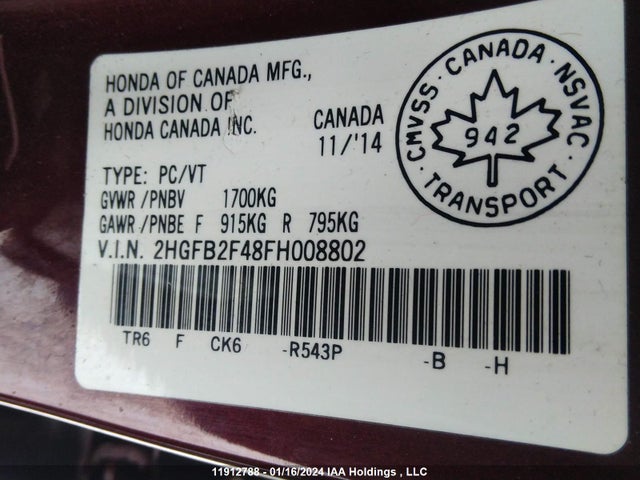 HONDA OF CANADA MFG.,
A DIVISION OF
HONDA CANADA INC.
CANADA
11/'14
CMVSS · CANADA · NSVAC · TRANSPORT ·
942
TYPE: PC/VT
GVWR /PNBV 1700KG
GAWR /PNBE F 915KG R 795KG
V.I.N. 2HGFB2F48FH008802
TR6 F CK6 -R543P -B -H
11912788 - 01/16/2024 IAA Holdings , LLC